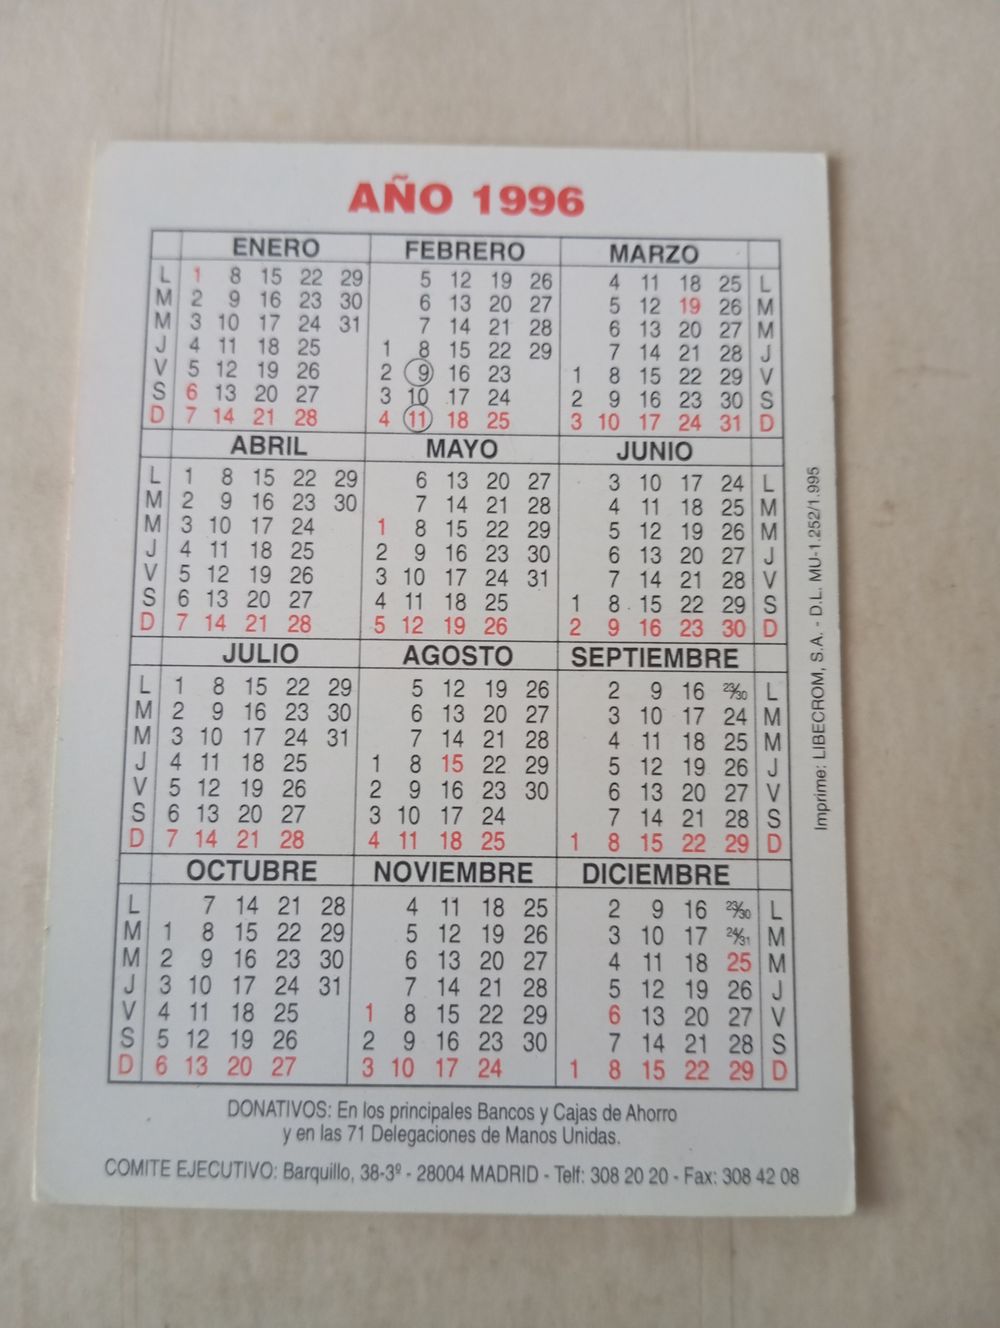 AÑO 1996
ENERO FEBRERO MARZO
L 1 8 15 22 29 5 12 19 26 4 11 18 25 L
M 2 9 16 23 30 6 13 20 27 5 12 19 26 M
M 3 10 17 24 31 7 14 21 28 6 13 20 27 M
J 4 11 18 25 1 8 15 22 29 7 14 21 28 J
V 5 12 19 26 2 9 16 23 1 8 15 22 29 V
S 6 13 20 27 3 10 17 24 2 9 16 23 30 S
D 7 14 21 28 4 11 18 25 3 10 17 24 31 D
ABRIL MAYO JUNIO
L 1 8 15 22 29 6 13 20 27 3 10 17 24 L
M 2 9 16 23 30 7 14 21 28 4 11 18 25 M
M 3 10 17 24 1 8 15 22 29 5 12 19 26 M
J 4 11 18 25 2 9 16 23 30 6 13 20 27 J
V 5 12 19 26 3 10 17 24 31 7 14 21 28 V
S 6 13 20 27 4 11 18 25 1 8 15 22 29 S
D 7 14 21 28 5 12 19 26 2 9 16 23 30 D
JULIO AGOSTO SEPTIEMBRE
L 1 8 15 22 29 5 12 19 26 2 9 16 23/30 L
M 2 9 16 23 30 6 13 20 27 3 10 17 24 M
M 3 10 17 24 31 7 14 21 28 4 11 18 25 M
J 4 11 18 25 1 8 15 22 29 5 12 19 26 J
V 5 12 19 26 2 9 16 23 30 6 13 20 27 V
S 6 13 20 27 3 10 17 24 7 14 21 28 S
D 7 14 21 28 4 11 18 25 1 8 15 22 29 D
OCTUBRE NOVIEMBRE DICIEMBRE
L 7 14 21 28 4 11 18 25 2 9 16 23/30 L
M 1 8 15 22 29 5 12 19 26 3 10 17 24/31 M
M 2 9 16 23 30 6 13 20 27 4 11 18 25 M
J 3 10 17 24 31 7 14 21 28 5 12 19 26 J
V 4 11 18 25 1 8 15 22 29 6 13 20 27 V
S 5 12 19 26 2 9 16 23 30 7 14 21 28 S
D 6 13 20 27 3 10 17 24 1 8 15 22 29 D
DONATIVOS: En los principales Bancos y Cajas de Ahorro
y en las 71 Delegaciones de Manos Unidas.
COMITE EJECUTIVO: Barquillo, 38-3º - 28004 MADRID - Telf: 308 20 20 - Fax: 308 42 08
Imprime: LIBECROM, S.A. - D.L. MU-1.252/1.995